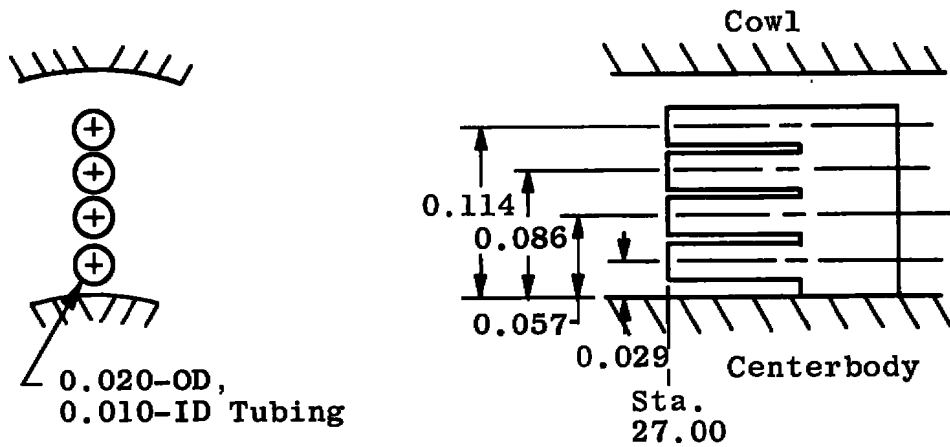 Cowl
0.114
0.086
0.057
0.029
Centerbody
0.020-OD,
0.010-ID Tubing
Sta.
27.00